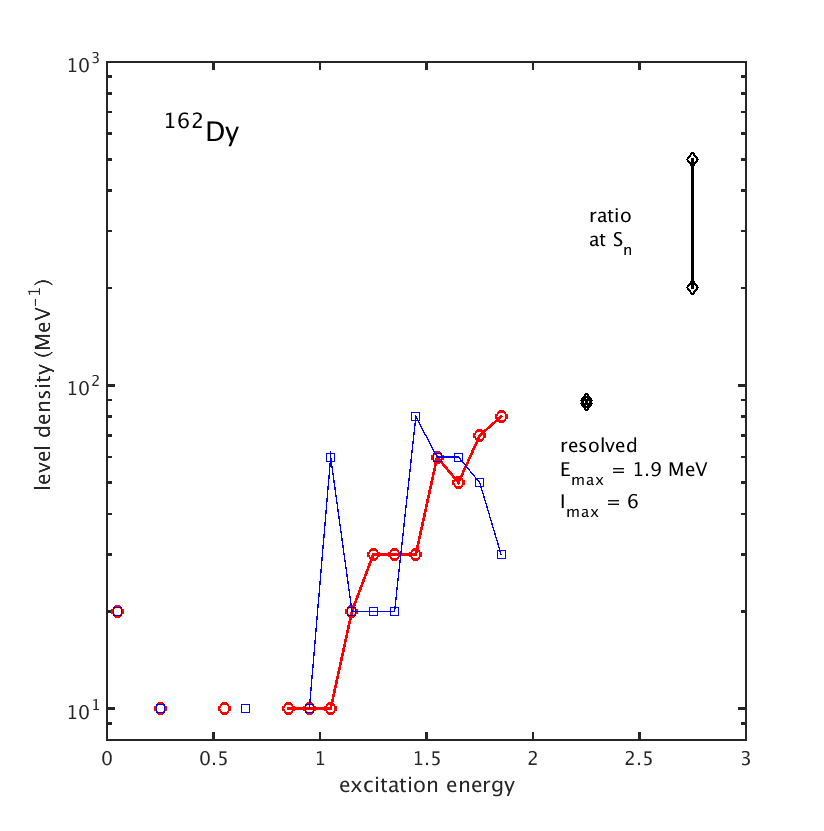 10^3
162Dy
ratio
at S_n
10^2
resolved
E_max = 1.9 MeV
I_max = 6
10^1
level density (MeV^−1)
0 0.5 1 1.5 2 2.5 3
excitation energy